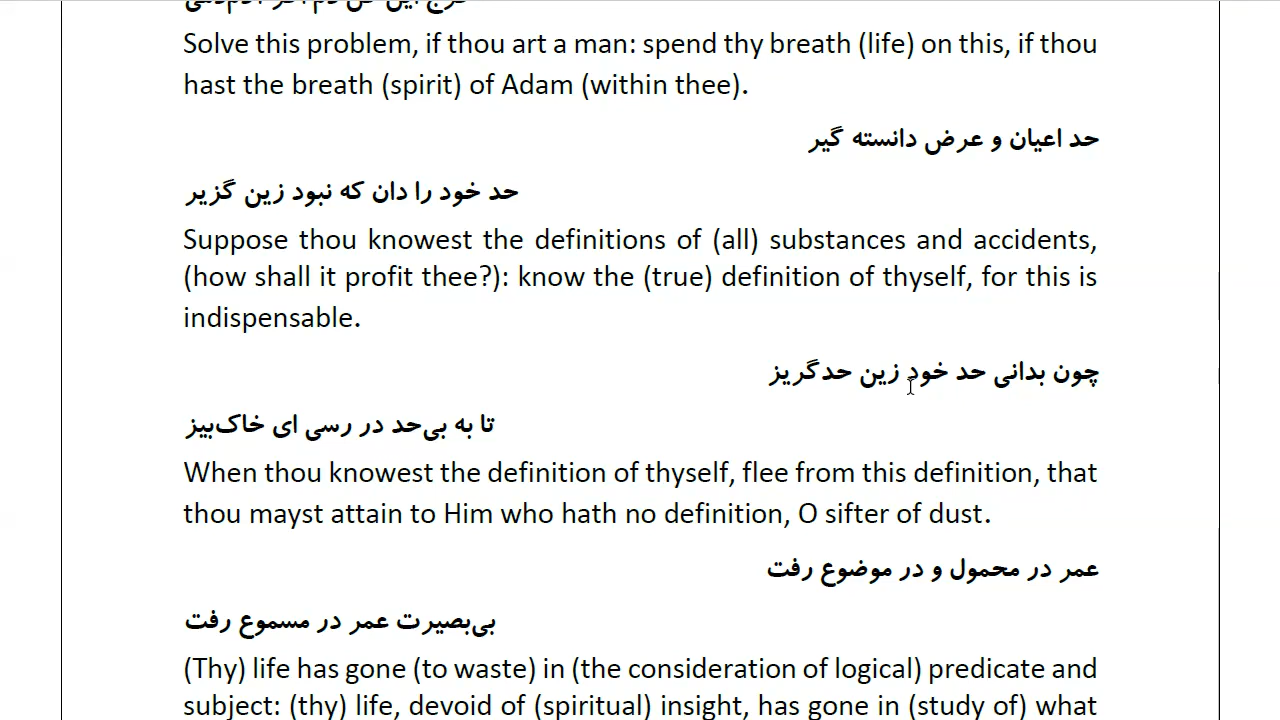 Solve this problem, if thou art a man: spend thy breath (life) on this, if thou
hast the breath (spirit) of Adam (within thee).
حد اعیان و عرض دانسته گیر
حد خود را دان که نبود زین گزیر
Suppose thou knowest the definitions of (all) substances and accidents,
(how shall it profit thee?): know the (true) definition of thyself, for this is
indispensable.
چون بدانی حد خود زین حدگریز
تا به بی‌حد در رسی ای خاک‌بیز
When thou knowest the definition of thyself, flee from this definition, that
thou mayst attain to Him who hath no definition, O sifter of dust.
عمر در محمول و در موضوع رفت
بی‌بصیرت عمر در مسموع رفت
(Thy) life has gone (to waste) in (the consideration of logical) predicate and
subject: (thy) life, devoid of (spiritual) insight, has gone in (study of) what